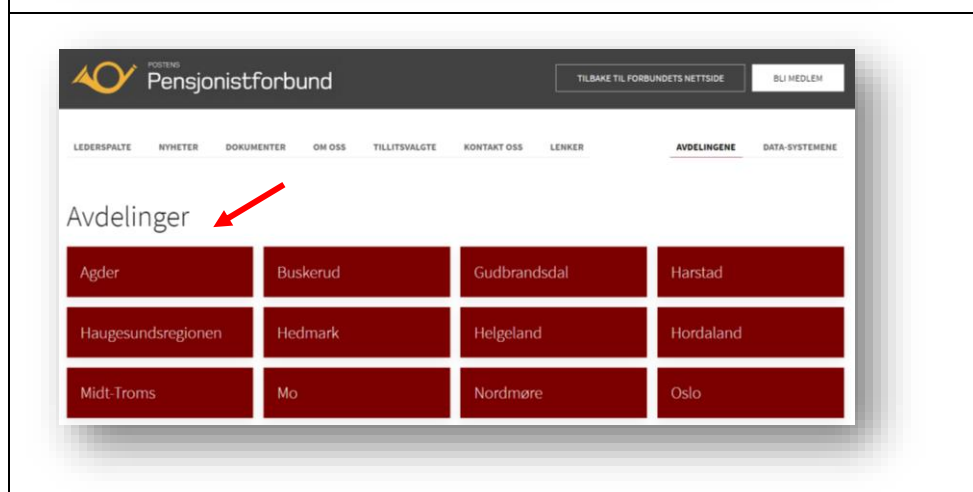 POSTENS
Pensjonistforbund
TILBAKE TIL FORBUNDETS NETTSIDE
BLI MEDLEM
LEDERSPALTE NYHETER DOKUMENTER OM OSS TILLITSVALGTE KONTAKT OSS LENKER AVDELINGENE DATA-SYSTEMENE
Avdelinger
Agder Buskerud Gudbrandsdal Harstad
Haugesundsregionen Hedmark Helgeland Hordaland
Midt-Troms Mo Nordmøre Oslo